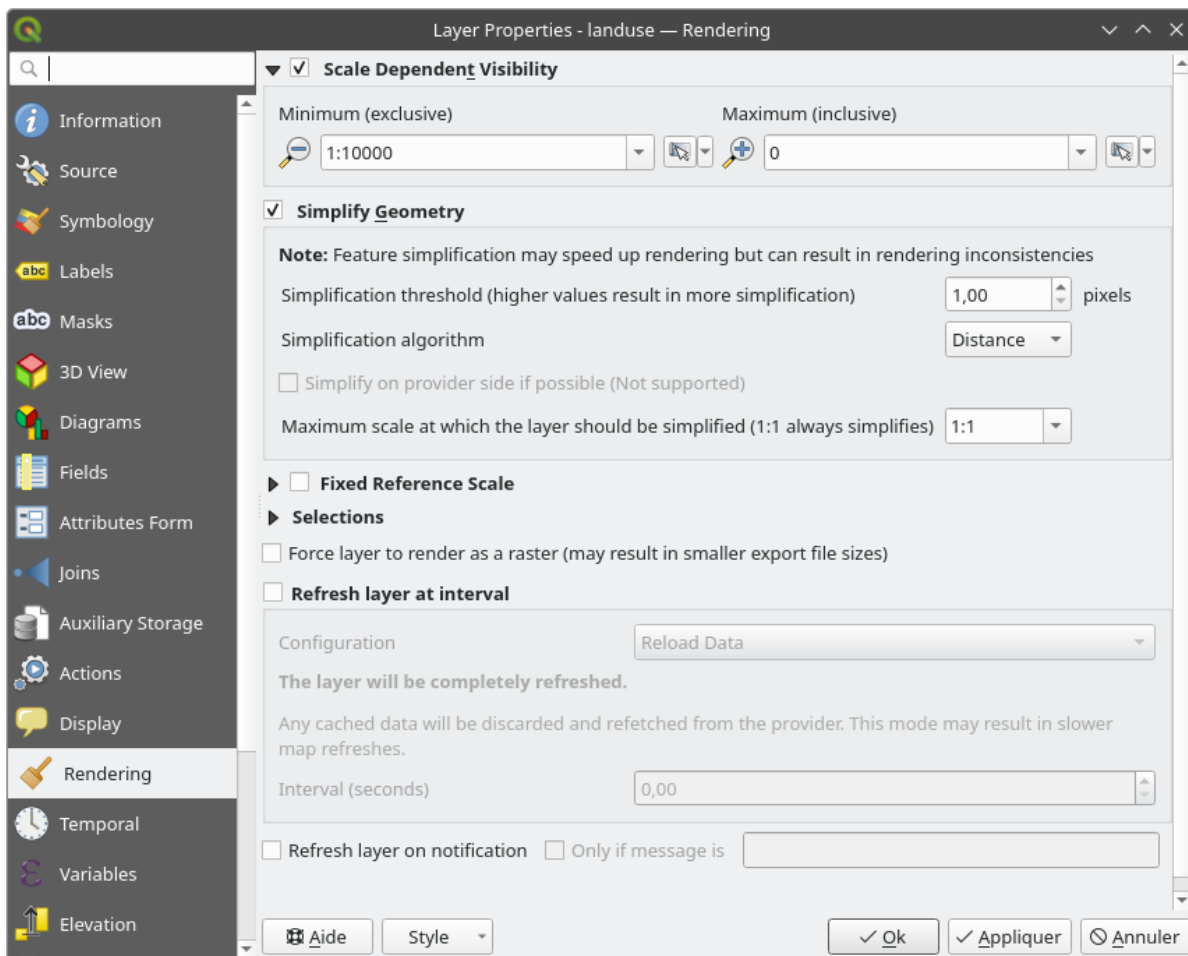 Layer Properties - landuse — Rendering
Information
Source
Symbology
abc Labels
abc Masks
3D View
Diagrams
Fields
Attributes Form
Joins
Auxiliary Storage
Actions
Display
Rendering
Temporal
Variables
Elevation
Scale Dependent Visibility
Minimum (exclusive) Maximum (inclusive)
1:10000 0
Simplify Geometry
Note: Feature simplification may speed up rendering but can result in rendering inconsistencies
Simplification threshold (higher values result in more simplification) 1,00 pixels
Simplification algorithm Distance
Simplify on provider side if possible (Not supported)
Maximum scale at which the layer should be simplified (1:1 always simplifies) 1:1
Fixed Reference Scale
Selections
Force layer to render as a raster (may result in smaller export file sizes)
Refresh layer at interval
Configuration Reload Data
The layer will be completely refreshed.
Any cached data will be discarded and refetched from the provider. This mode may result in slower
map refreshes.
Interval (seconds) 0,00
Refresh layer on notification Only if message is
Aide Style Ok Appliquer Annuler